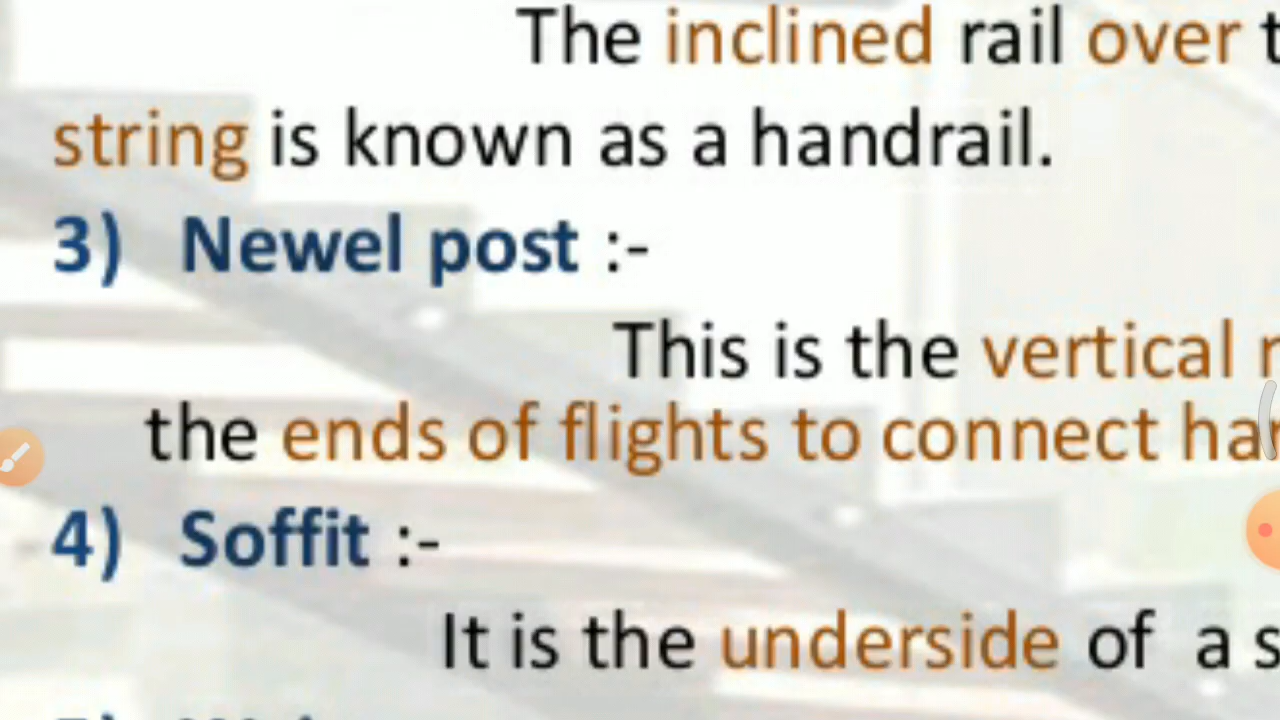 The inclined rail over
string is known as a handrail.
3) Newel post :-
This is the vertical
the ends of flights to connect
4) Soffit :-
It is the underside of a